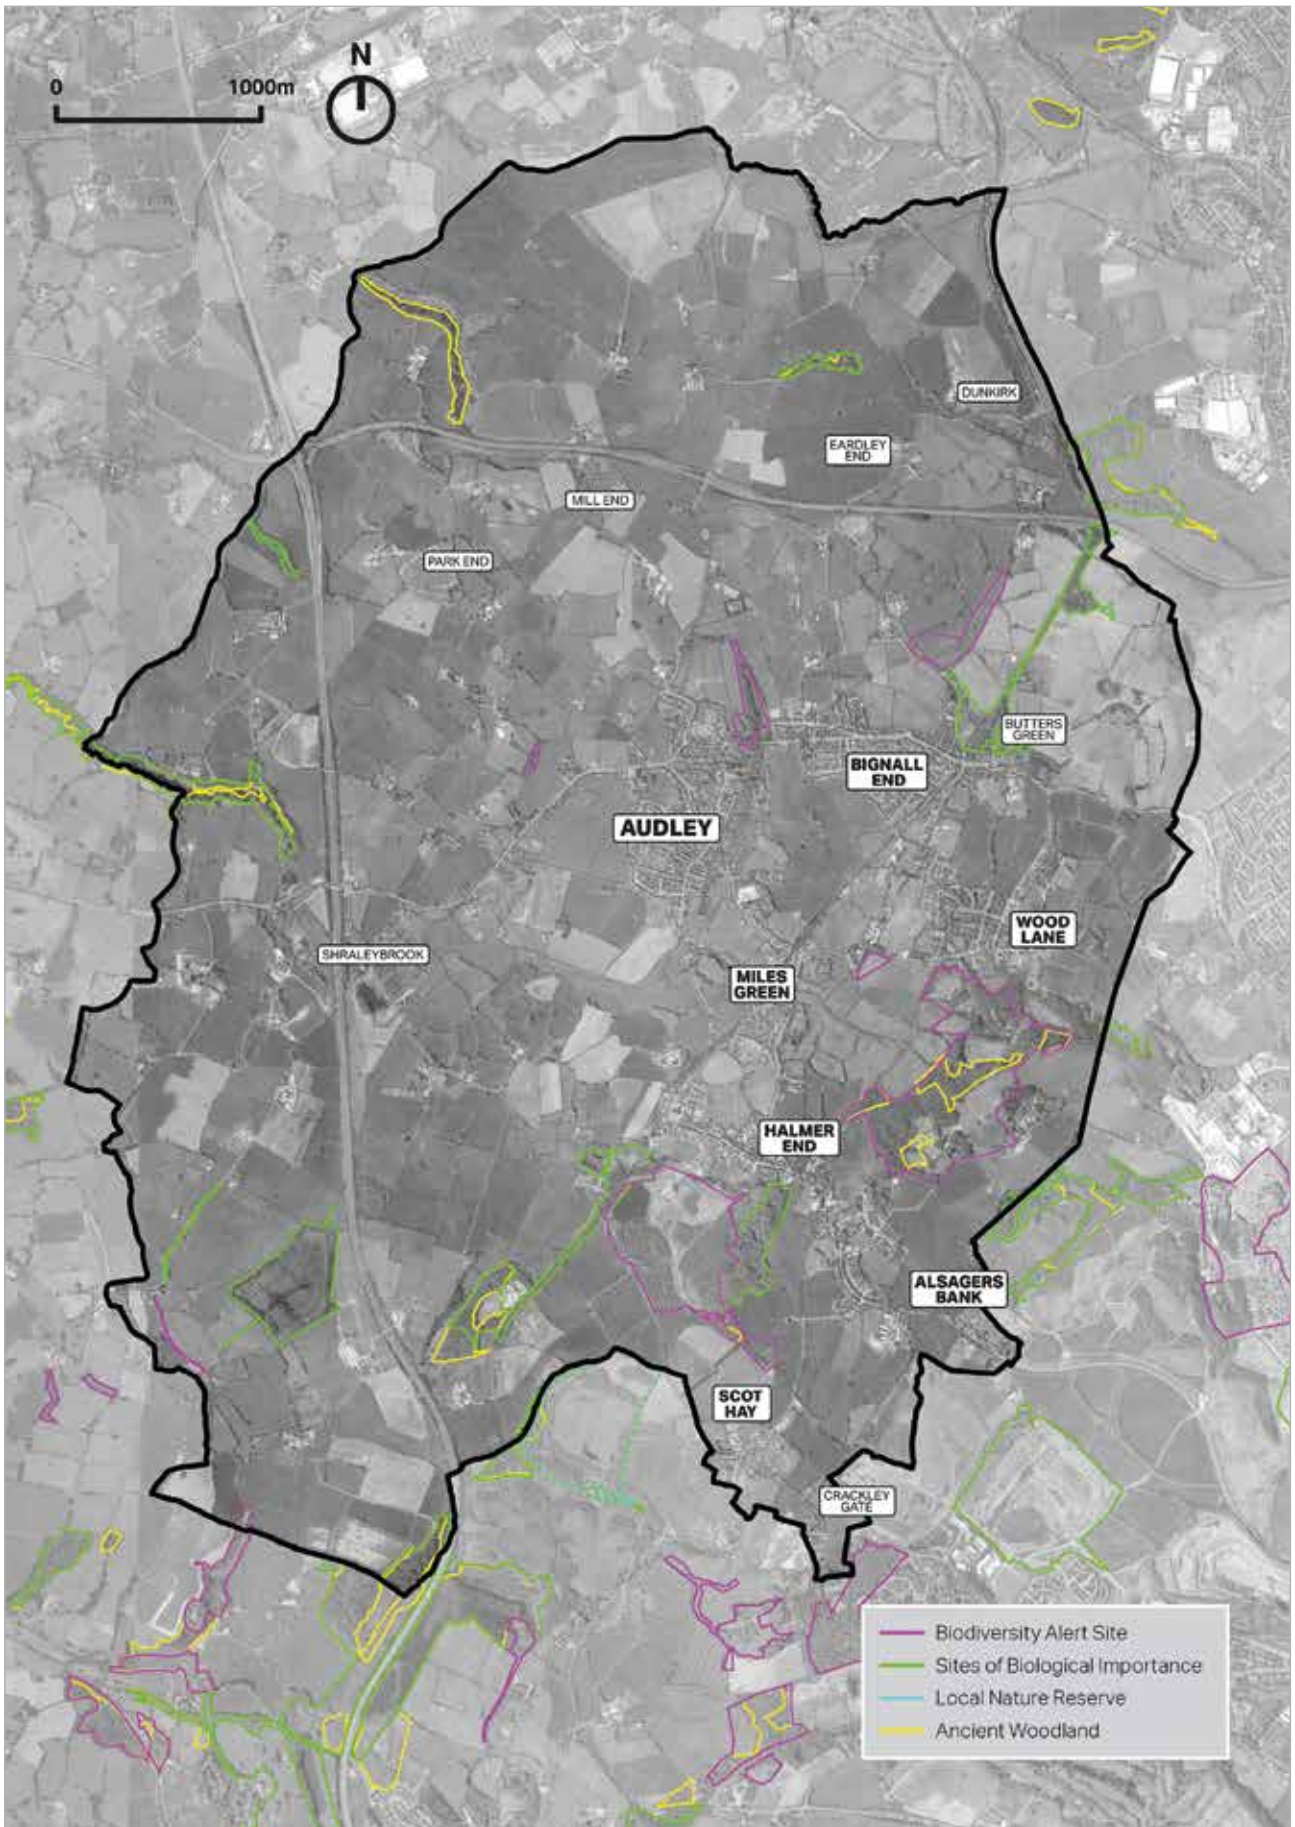 N
0 1000m
DUNKIRK
EARDLEY
END
MILL END
PARK END
BUTTERS
GREEN
BIGNALL
END
AUDLEY
WOOD
LANE
SHRALEYBROOK
MILES
GREEN
HALMER
END
ALSAGERS
BANK
SCOT
HAY
CRACKLEY
GATE
Biodiversity Alert Site
Sites of Biological Importance
Local Nature Reserve
Ancient Woodland